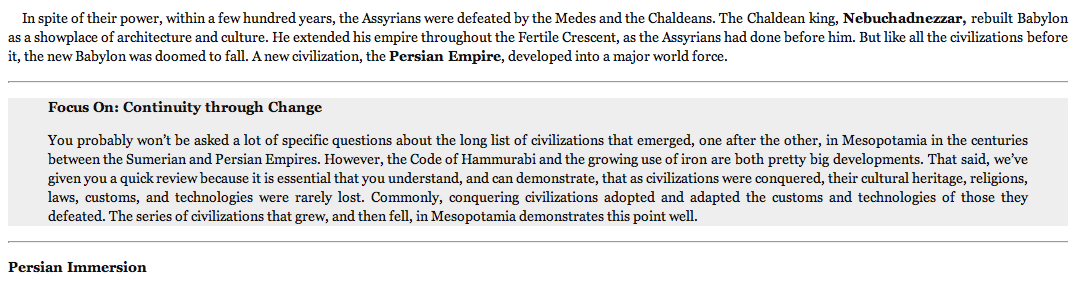 In spite of their power, within a few hundred years, the Assyrians were defeated by the Medes and the Chaldeans. The Chaldean king, Nebuchadnezzar, rebuilt Babylon
as a showplace of architecture and culture. He extended his empire throughout the Fertile Crescent, as the Assyrians had done before him. But like all the civilizations before
it, the new Babylon was doomed to fall. A new civilization, the Persian Empire, developed into a major world force.
Focus On: Continuity through Change
You probably won’t be asked a lot of specific questions about the long list of civilizations that emerged, one after the other, in Mesopotamia in the centuries
between the Sumerian and Persian Empires. However, the Code of Hammurabi and the growing use of iron are both pretty big developments. That said, we’ve
given you a quick review because it is essential that you understand, and can demonstrate, that as civilizations were conquered, their cultural heritage, religions,
laws, customs, and technologies were rarely lost. Commonly, conquering civilizations adopted and adapted the customs and technologies of those they
defeated. The series of civilizations that grew, and then fell, in Mesopotamia demonstrates this point well.
Persian Immersion